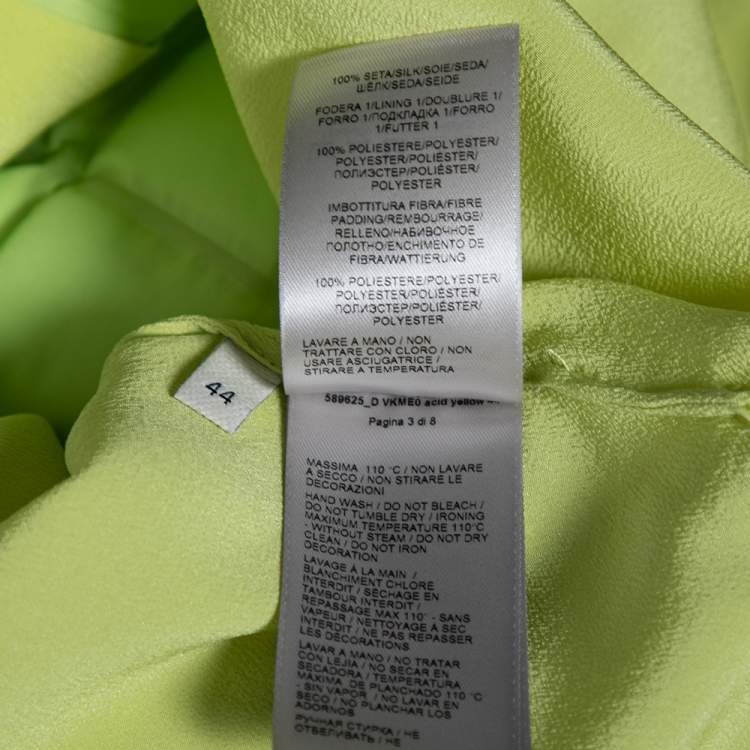 100% SETA/SILK/SOIE/SEDA/
ШЁЛК/SEDA/SEIDE
FODERA 1/LINING 1/DOUBLURE 1/
FORRO 1/ПОДКЛАДКА 1/FORRO
1/FUTTER 1
100% POLIESTERE/POLYESTER/
POLYESTER/POLIÉSTER/
ПОЛИЭСТЕР/POLIÉSTER/
POLYESTER
IMBOTTITURA FIBRA/FIBRE
PADDING/REMBOURRAGE/
RELLENO/НАБИВОЧНОЕ
ПОЛОТНО/ENCHIMENTO DE
FIBRA/WATTIERUNG
100% POLIESTERE/POLYESTER/
POLYESTER/POLIÉSTER/
ПОЛИЭСТЕР/POLIÉSTER/
POLYESTER
LAVARE A MANO / NON
TRATTARE CON CLORO / NON
USARE ASCIUGATRICE /
STIRARE A TEMPERATURA
44
589625_D VKME0 acid yellow
Pagina 3 di 8
MASSIMA 110 °C / NON LAVARE
A SECCO / NON STIRARE LE
DECORAZIONI
HAND WASH / DO NOT BLEACH /
DO NOT TUMBLE DRY / IRONING
MAXIMUM TEMPERATURE 110°C
- WITHOUT STEAM / DO NOT DRY
CLEAN / DO NOT IRON
DECORATION
LAVAGE À LA MAIN /
BLANCHIMENT CHLORE
INTERDIT / SÉCHAGE EN
TAMBOUR INTERDIT /
REPASSAGE MAX 110° - SANS
VAPEUR / NETTOYAGE À SEC
INTERDIT / NE PAS REPASSER
LES DÉCORATIONS
LAVAR A MANO / NO TRATAR
CON LEJÍA / NO SECAR EN
SECADORA / TEMPERATURA
MÁXIMA DE PLANCHADO 110 °C
- SIN VAPOR / NO LAVAR EN
SECO / NO PLANCHAR LOS
ADORNOS
РУЧНАЯ СТИРКА / НЕ
ОТБЕЛИВАТЬ / НЕ